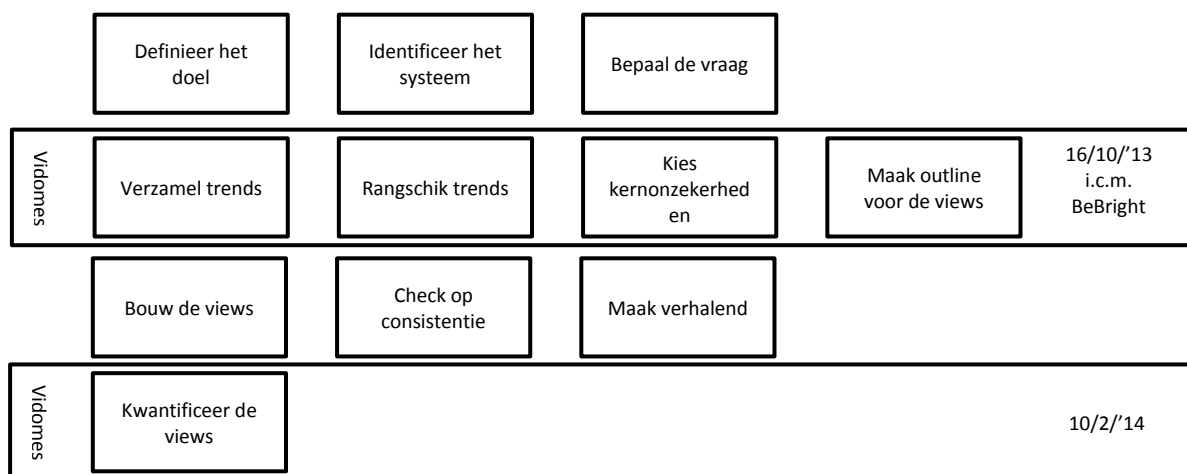 Definieer het
doel
Identificeer het
systeem
Bepaal de vraag
Vidomes
Verzamel trends
Rangschik trends
Kies
kernonzekerhed
en
Maak outline
voor de views
16/10/'13
i.c.m.
BeBright
Bouw de views
Check op
consistentie
Maak verhalend
Vidomes
Kwantificeer de
views
10/2/'14